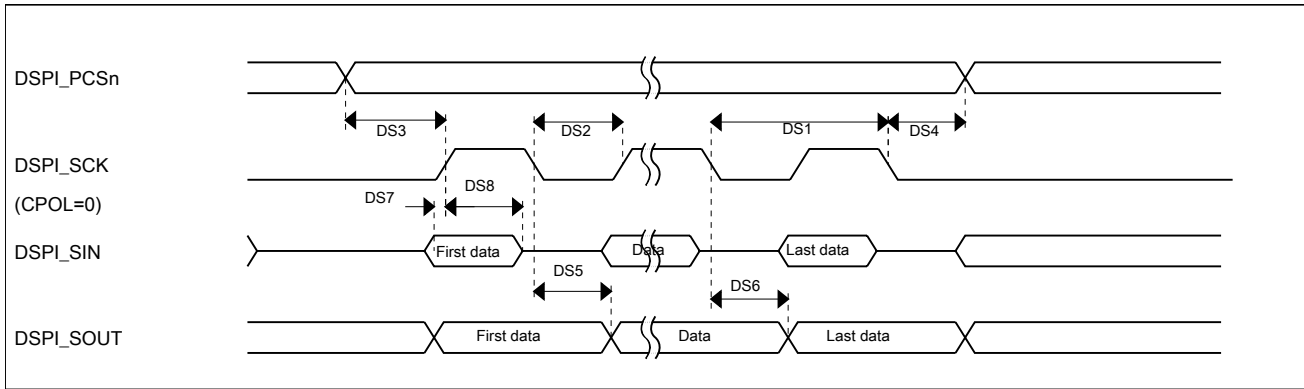 DSPI_PCSn
DS3
DS2
DS1
DS4
DSPI_SCK
(CPOL=0)
DS7
DS8
DSPI_SIN
First data
Data
Last data
DS5
DS6
DSPI_SOUT
First data
Data
Last data